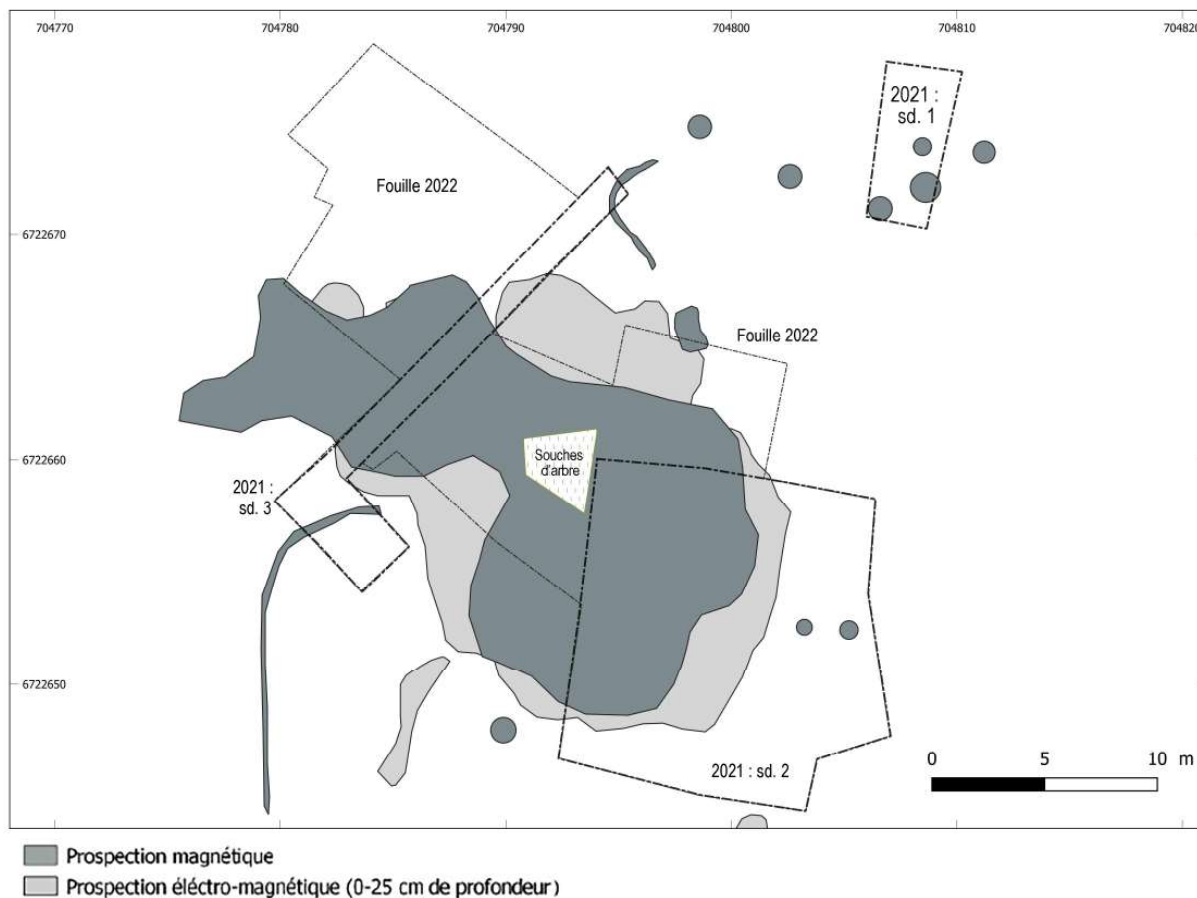 704770
704780
704790
704800
704810
704820
2021 :
sd. 1
Fouille 2022
6722670
Fouille 2022
6722660
Souches
d'arbre
2021 :
sd. 3
6722650
2021 : sd. 2
0 5 10 m
Prospection magnétique
Prospection éléctro-magnétique (0-25 cm de profondeur)